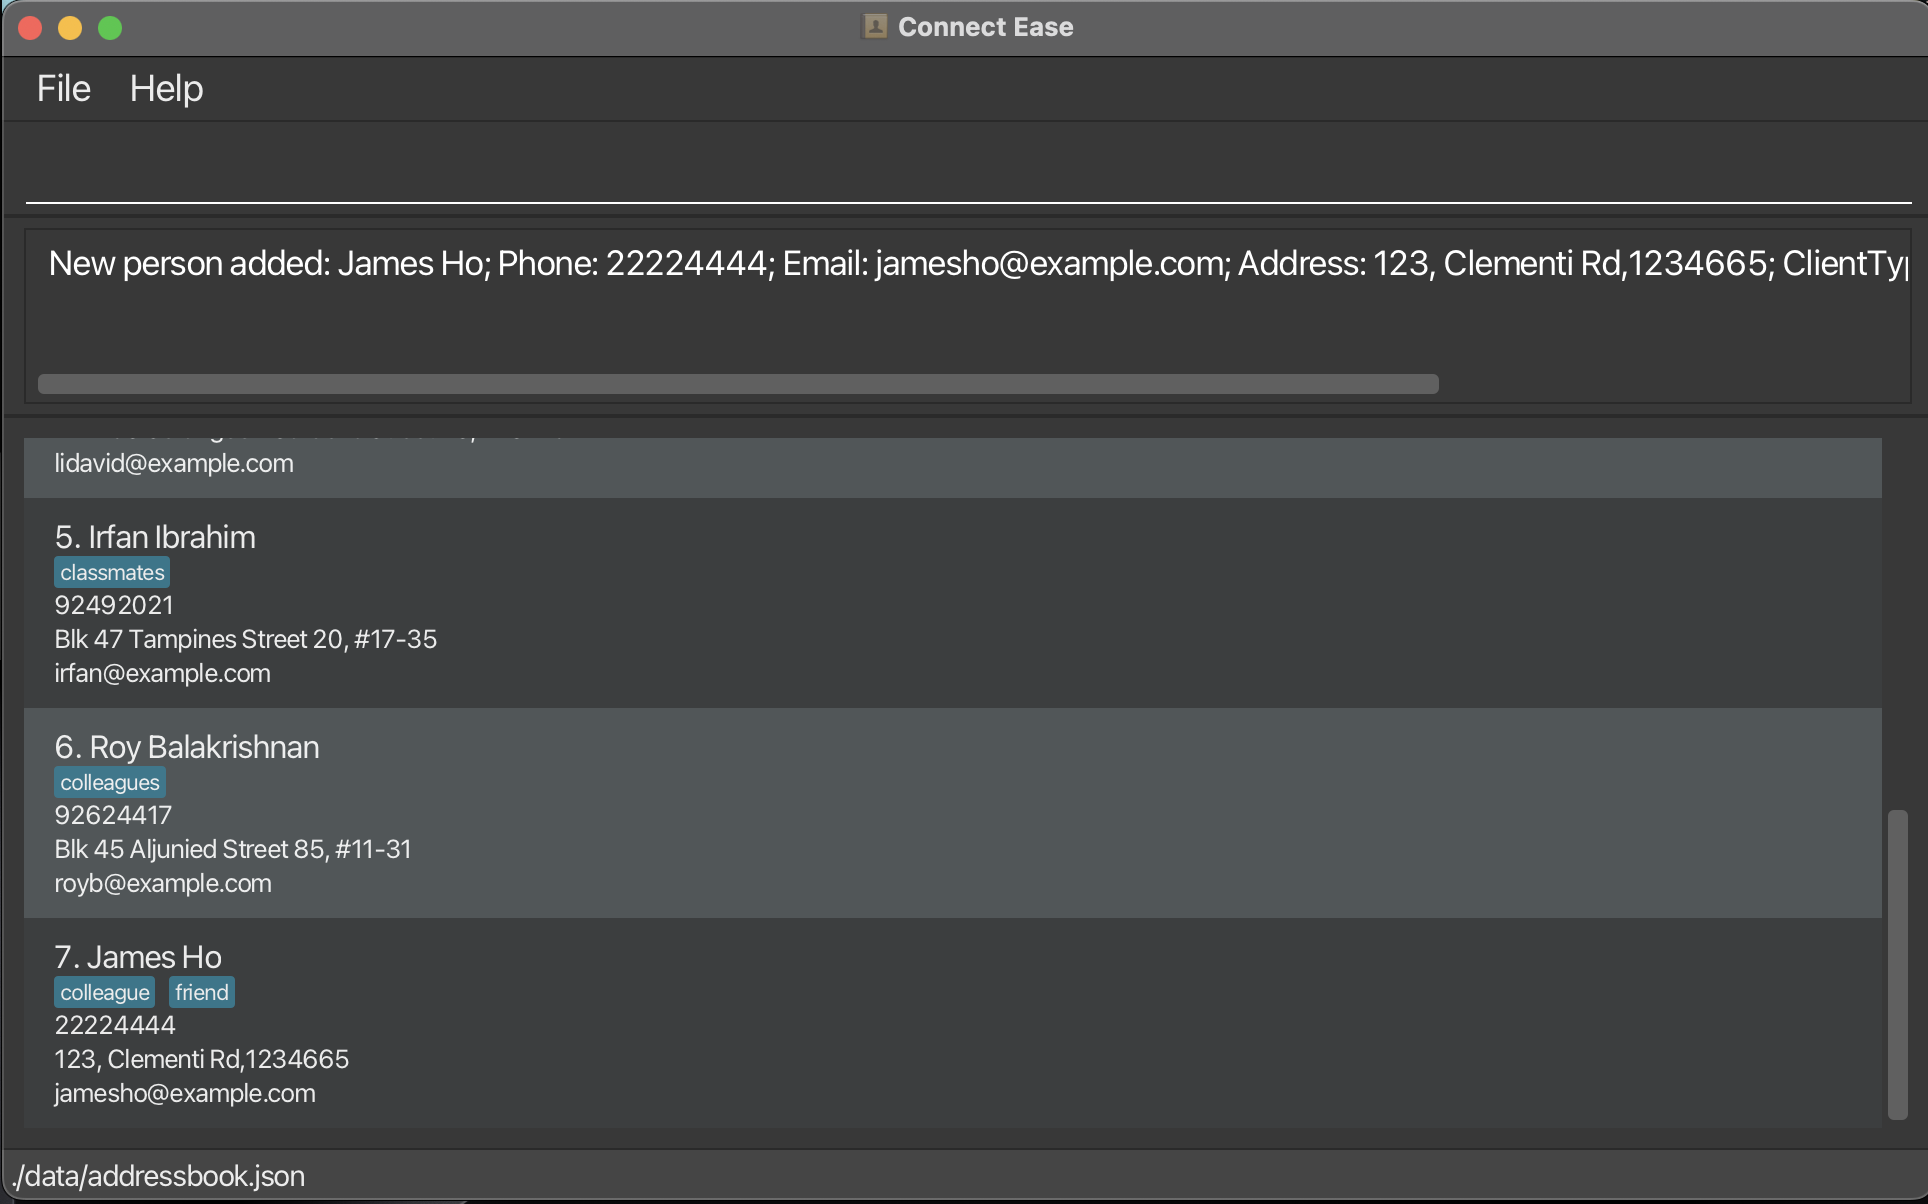 Connect Ease
File Help
New person added: James Ho; Phone: 22224444; Email: jamesho@example.com; Address: 123, Clementi Rd,1234665; ClientTyp
lidavid@example.com
5. Irfan Ibrahim
classmates
92492021
Blk 47 Tampines Street 20, #17-35
irfan@example.com
6. Roy Balakrishnan
colleagues
92624417
Blk 45 Aljunied Street 85, #11-31
royb@example.com
7. James Ho
colleague friend
22224444
123, Clementi Rd,1234665
jamesho@example.com
./data/addressbook.json